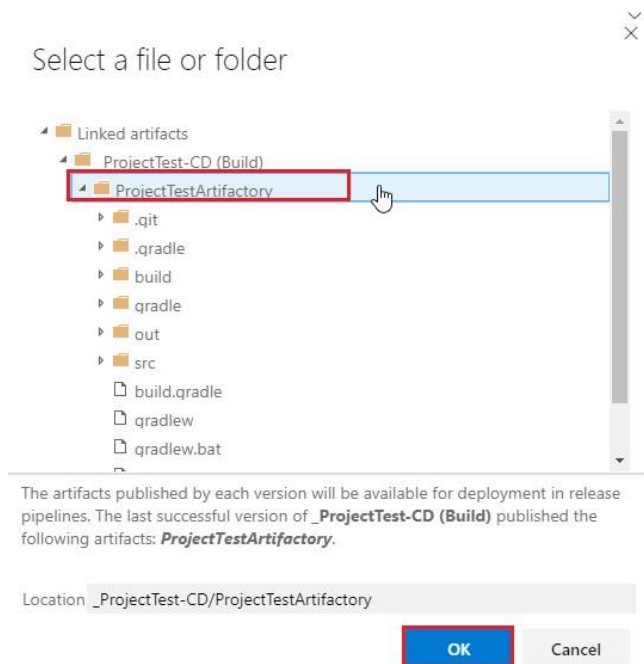 Select a file or folder
Linked artifacts
ProjectTest-CD (Build)
ProjectTestArtifactory
.git
.gradle
build
gradle
out
src
build.gradle
gradlew
gradlew.bat
The artifacts published by each version will be available for deployment in release
pipelines. The last successful version of _ProjectTest-CD (Build) published the
following artifacts: ProjectTestArtifactory.
Location _ProjectTest-CD/ProjectTestArtifactory
OK Cancel